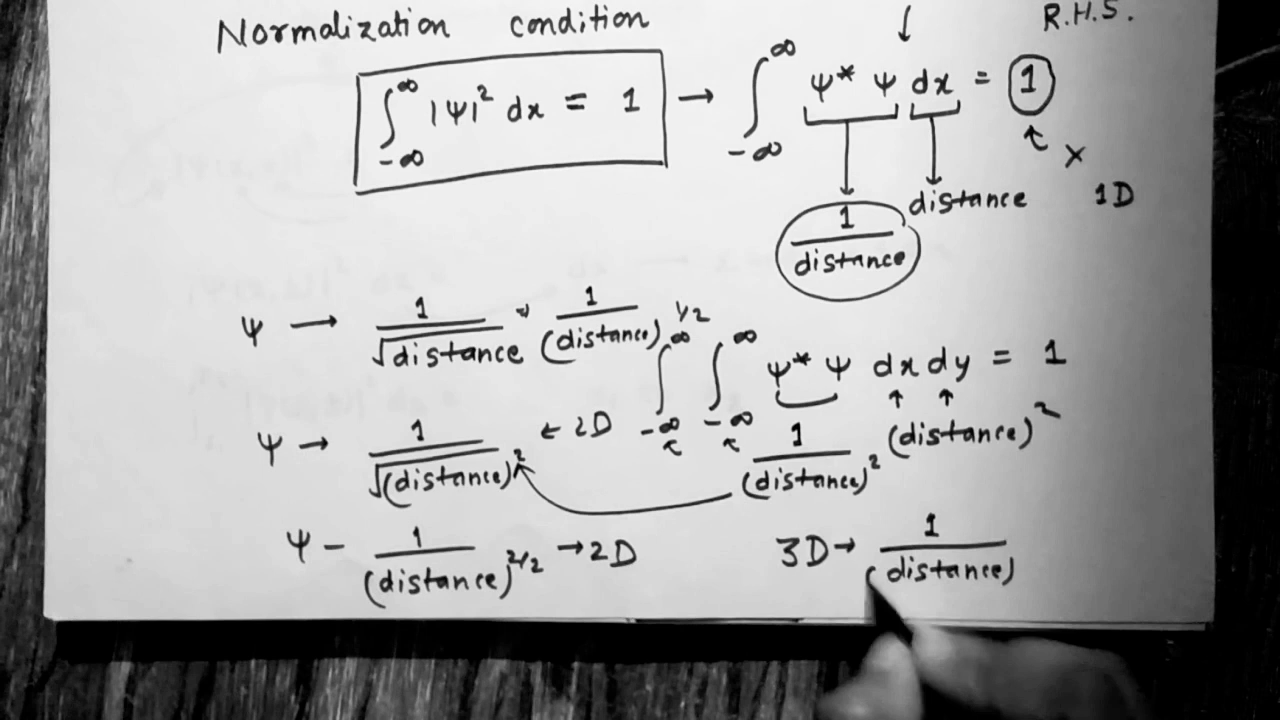 Normalization condition
R.H.S.
↓
∫_{-∞}^{∞} |ψ|² dx = 1 → ∫_{-∞}^{∞} ψ* ψ dx = 1
x
1/distance distance 1D
ψ → 1/√distance = 1/(distance)^{1/2}
∫_{-∞}^{∞} ∫_{-∞}^{∞} ψ* ψ dx dy = 1
ψ → 1/√(distance)² ← 2D
1/(distance)² (distance)²
ψ - 1/(distance)^{2/2} → 2D
3D → 1/(distance)